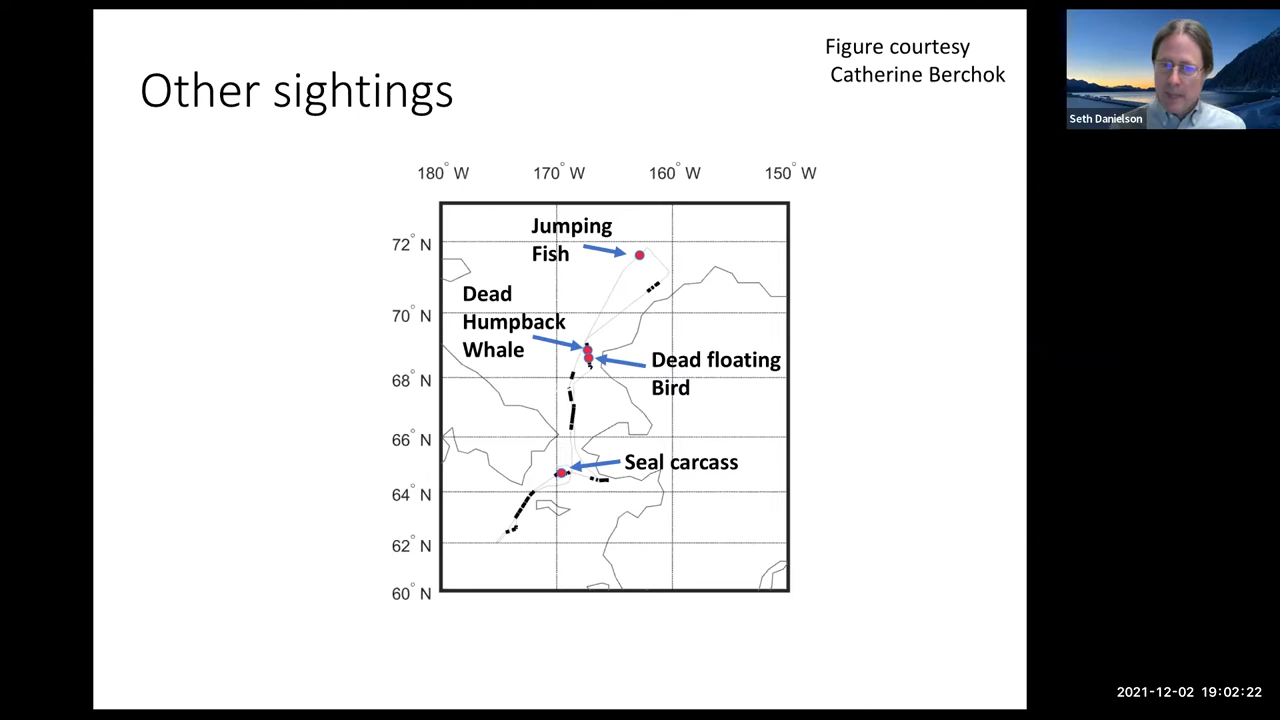 Figure courtesy
Catherine Berchok
Other sightings
Seth Danielson
180° W 170° W 160° W 150° W
72° N
70° N
68° N
66° N
64° N
62° N
60° N
Jumping
Fish
Dead
Humpback
Whale
Dead floating
Bird
Seal carcass
2021-12-02 19:02:22